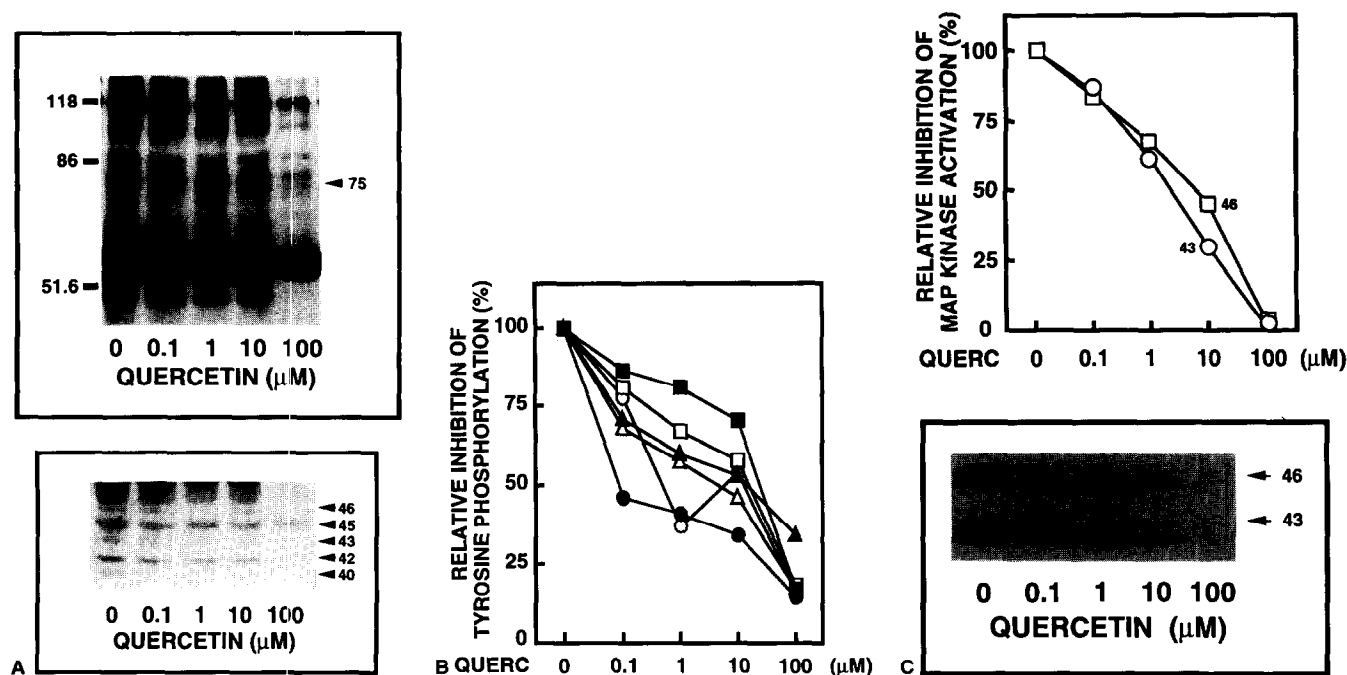 118
86
75
51.6
0 0.1 1 10 100
QUERCETIN (µM)
46
45
43
42
40
0 0.1 1 10 100
QUERCETIN (µM)
A
RELATIVE INHIBITION OF
TYROSINE PHOSPHORYLATION (%)
100
75
50
25
0
B QUERC 0 0.1 1 10 100 (µM)
RELATIVE INHIBITION OF
MAP KINASE ACTIVATION (%)
100
75
50
25
0
46
43
QUERC 0 0.1 1 10 100 (µM)
46
43
0 0.1 1 10 100
QUERCETIN (µM)
C